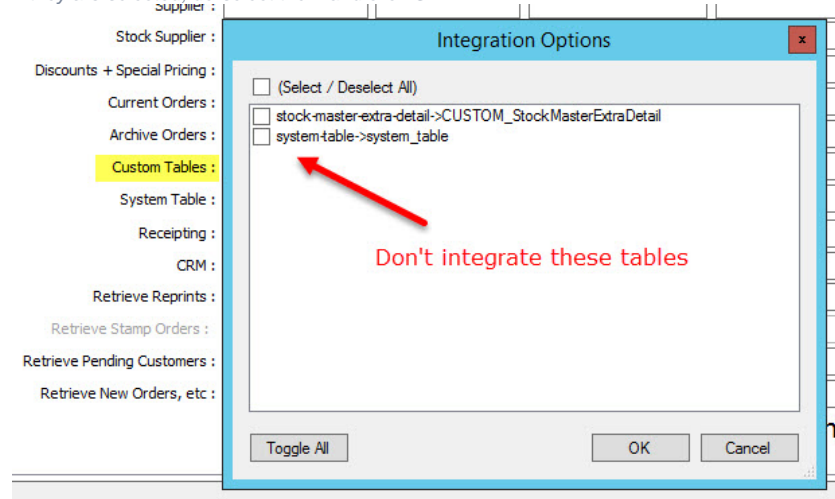 Supplier :
Stock Supplier :
Integration Options
x
Discounts + Special Pricing :
(Select / Deselect All)
Current Orders :
stock-master-extra-detail->CUSTOM_StockMasterExtraDetail
Archive Orders :
system-table->system_table
Custom Tables :
System Table :
Receipting :
Don't integrate these tables
CRM :
Retrieve Reprints :
Retrieve Stamp Orders :
Retrieve Pending Customers :
Retrieve New Orders, etc :
Toggle All
OK
Cancel